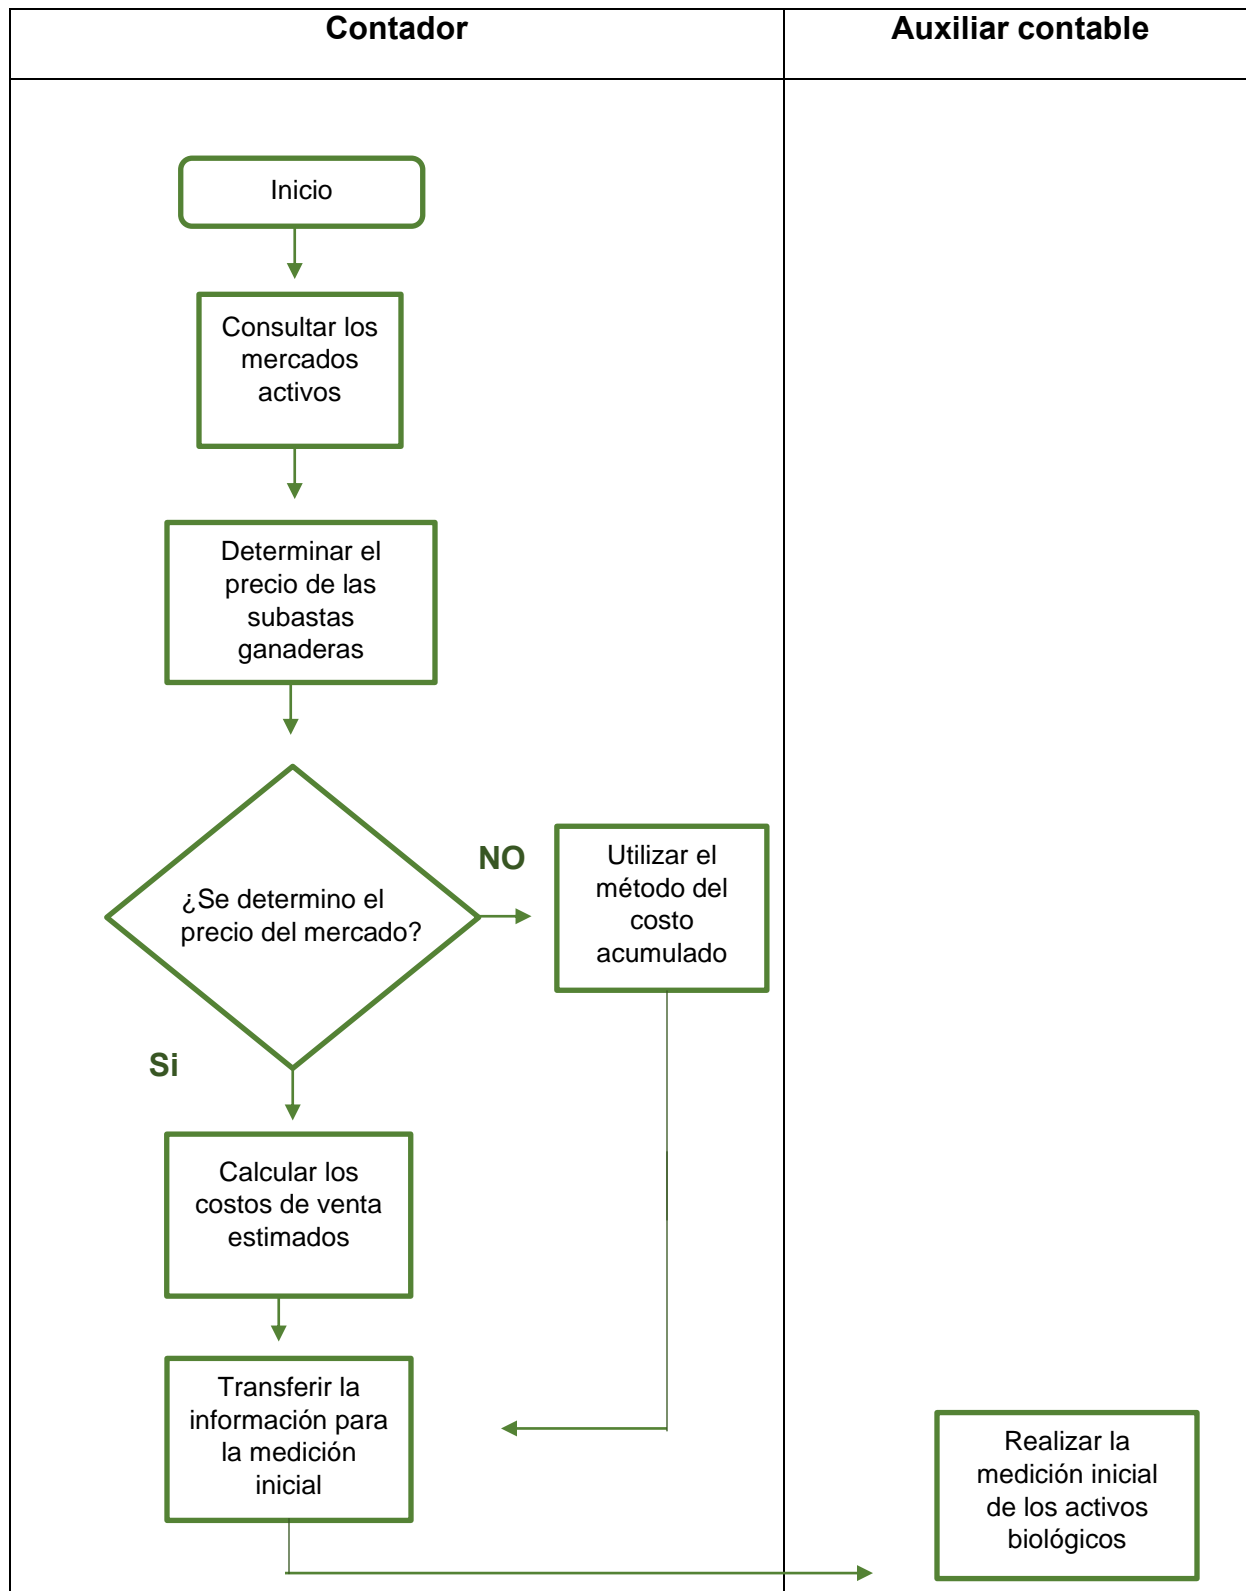 Contador
Auxiliar contable
Inicio
Consultar los
mercados
activos
Determinar el
precio de las
subastas
ganaderas
¿Se determino el
precio del mercado?
NO
Utilizar el
método del
costo
acumulado
Si
Calcular los
costos de venta
estimados
Transferir la
información para
la medición
inicial
Realizar la
medición inicial
de los activos
biológicos